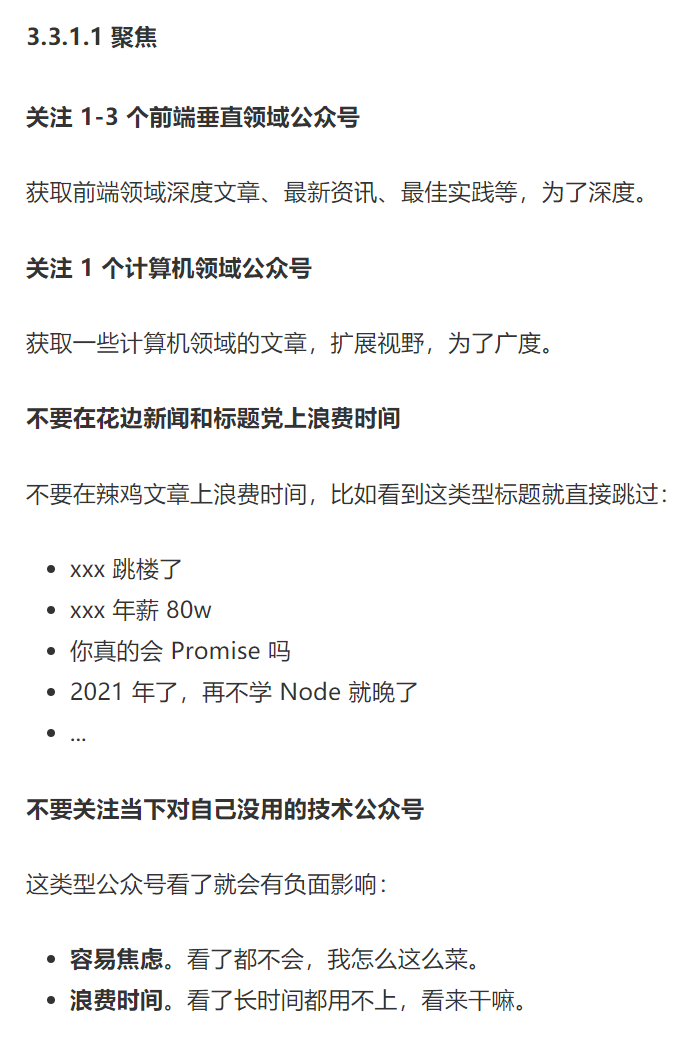 3.3.1.1 聚焦
关注 1-3 个前端垂直领域公众号
获取前端领域深度文章、最新资讯、最佳实践等，为了深度。
关注 1 个计算机领域公众号
获取一些计算机领域的文章，扩展视野，为了广度。
不要在花边新闻和标题党上浪费时间
不要在辣鸡文章上浪费时间，比如看到这类型标题就直接跳过：
• xxx 跳楼了
• xxx 年薪 80w
• 你真的会 Promise 吗
• 2021 年了，再不学 Node 就晚了
• ...
不要关注当下对自己没用的技术公众号
这类型公众号看了就会有负面影响：
• 容易焦虑。看了都不会，我怎么这么菜。
• 浪费时间。看了长时间都用不上，看来干嘛。